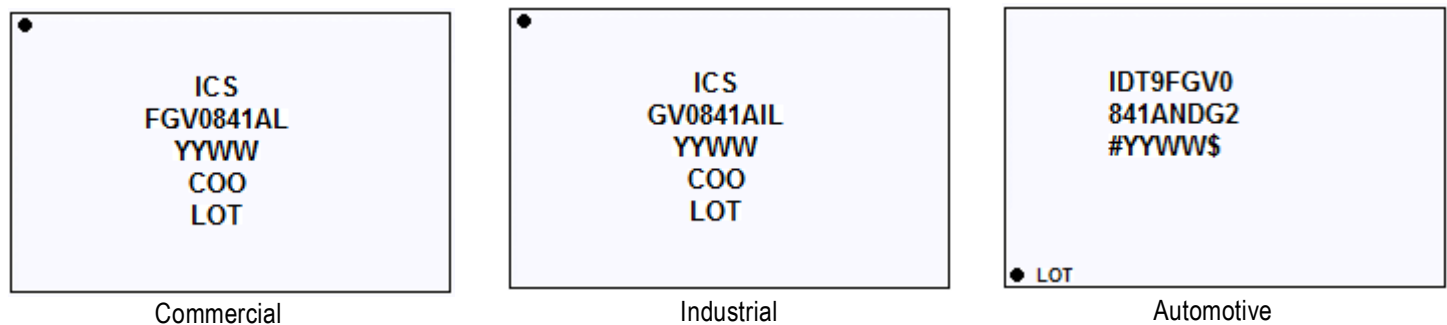 ICS
FGV0841AL
YYWW
COO
LOT
Commercial
ICS
GV0841AIL
YYWW
COO
LOT
Industrial
IDT9FGV0
841ANDG2
#YYWW$
LOT
Automotive